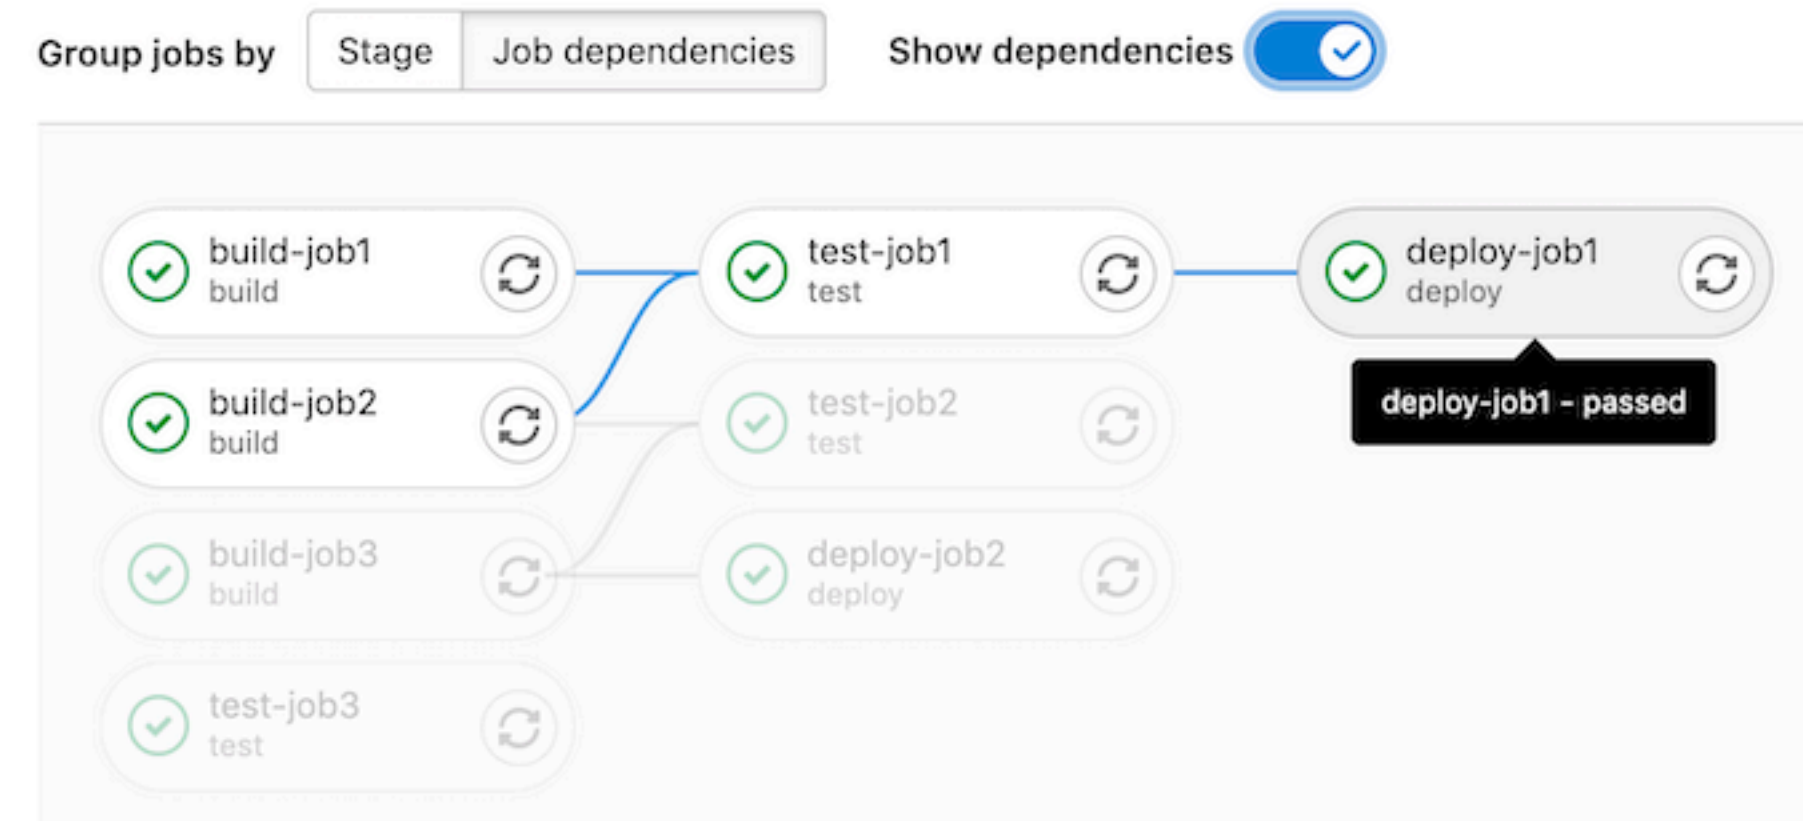 Group jobs by Stage Job dependencies Show dependencies
build-job1
build
test-job1
test
deploy-job1
deploy
build-job2
build
test-job2
test
deploy-job1 - passed
build-job3
build
deploy-job2
deploy
test-job3
test